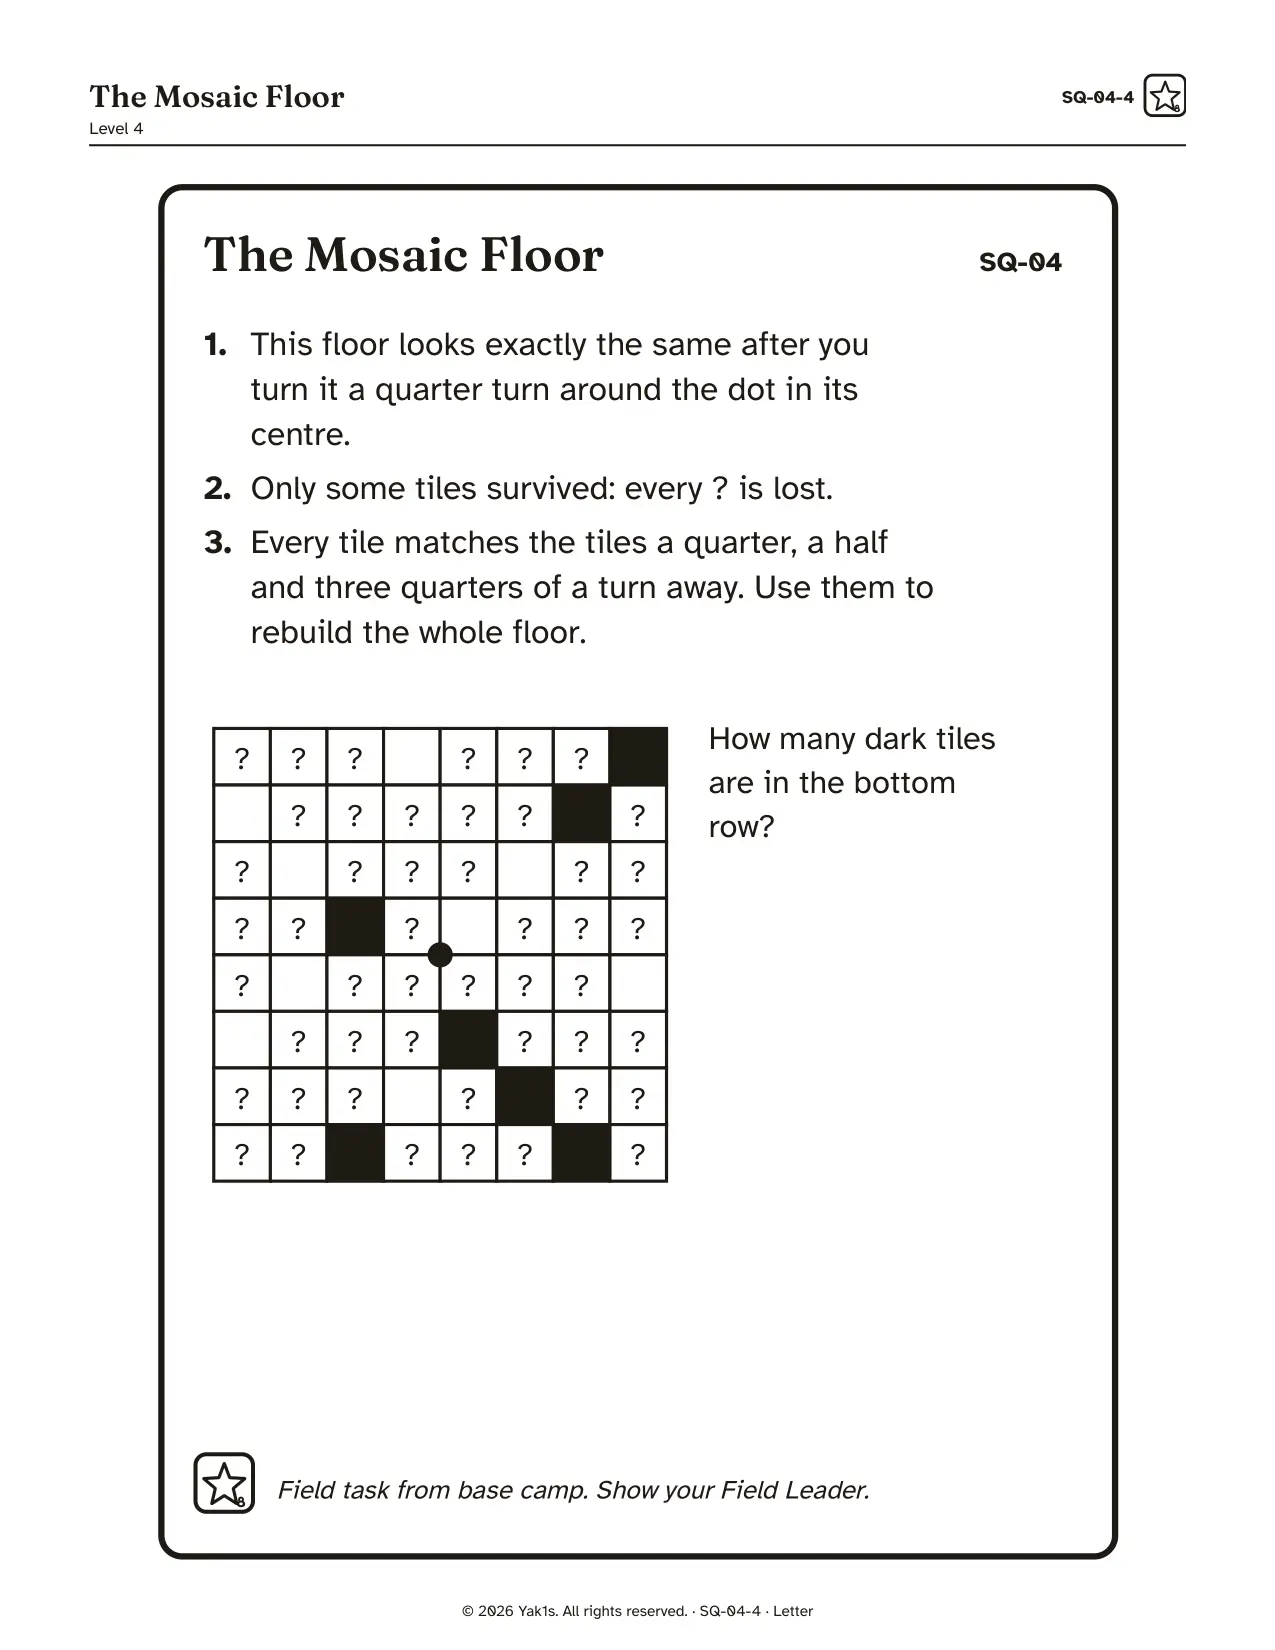 The Mosaic Floor
SQ-04-4
8
Level 4
The Mosaic Floor
SQ-04
1. This floor looks exactly the same after you
turn it a quarter turn around the dot in its
centre.
2. Only some tiles survived: every ? is lost.
3. Every tile matches the tiles a quarter, a half
and three quarters of a turn away. Use them to
rebuild the whole floor.
? ? ? ? ? ?
? ? ? ? ? ?
? ? ? ? ? ?
? ? ? ? ? ?
? ? ? ? ? ?
? ? ? ? ? ?
? ? ? ? ? ?
? ? ? ? ? ?
How many dark tiles
are in the bottom
row?
8
Field task from base camp. Show your Field Leader.
© 2026 Yak1s. All rights reserved. · SQ-04-4 · Letter